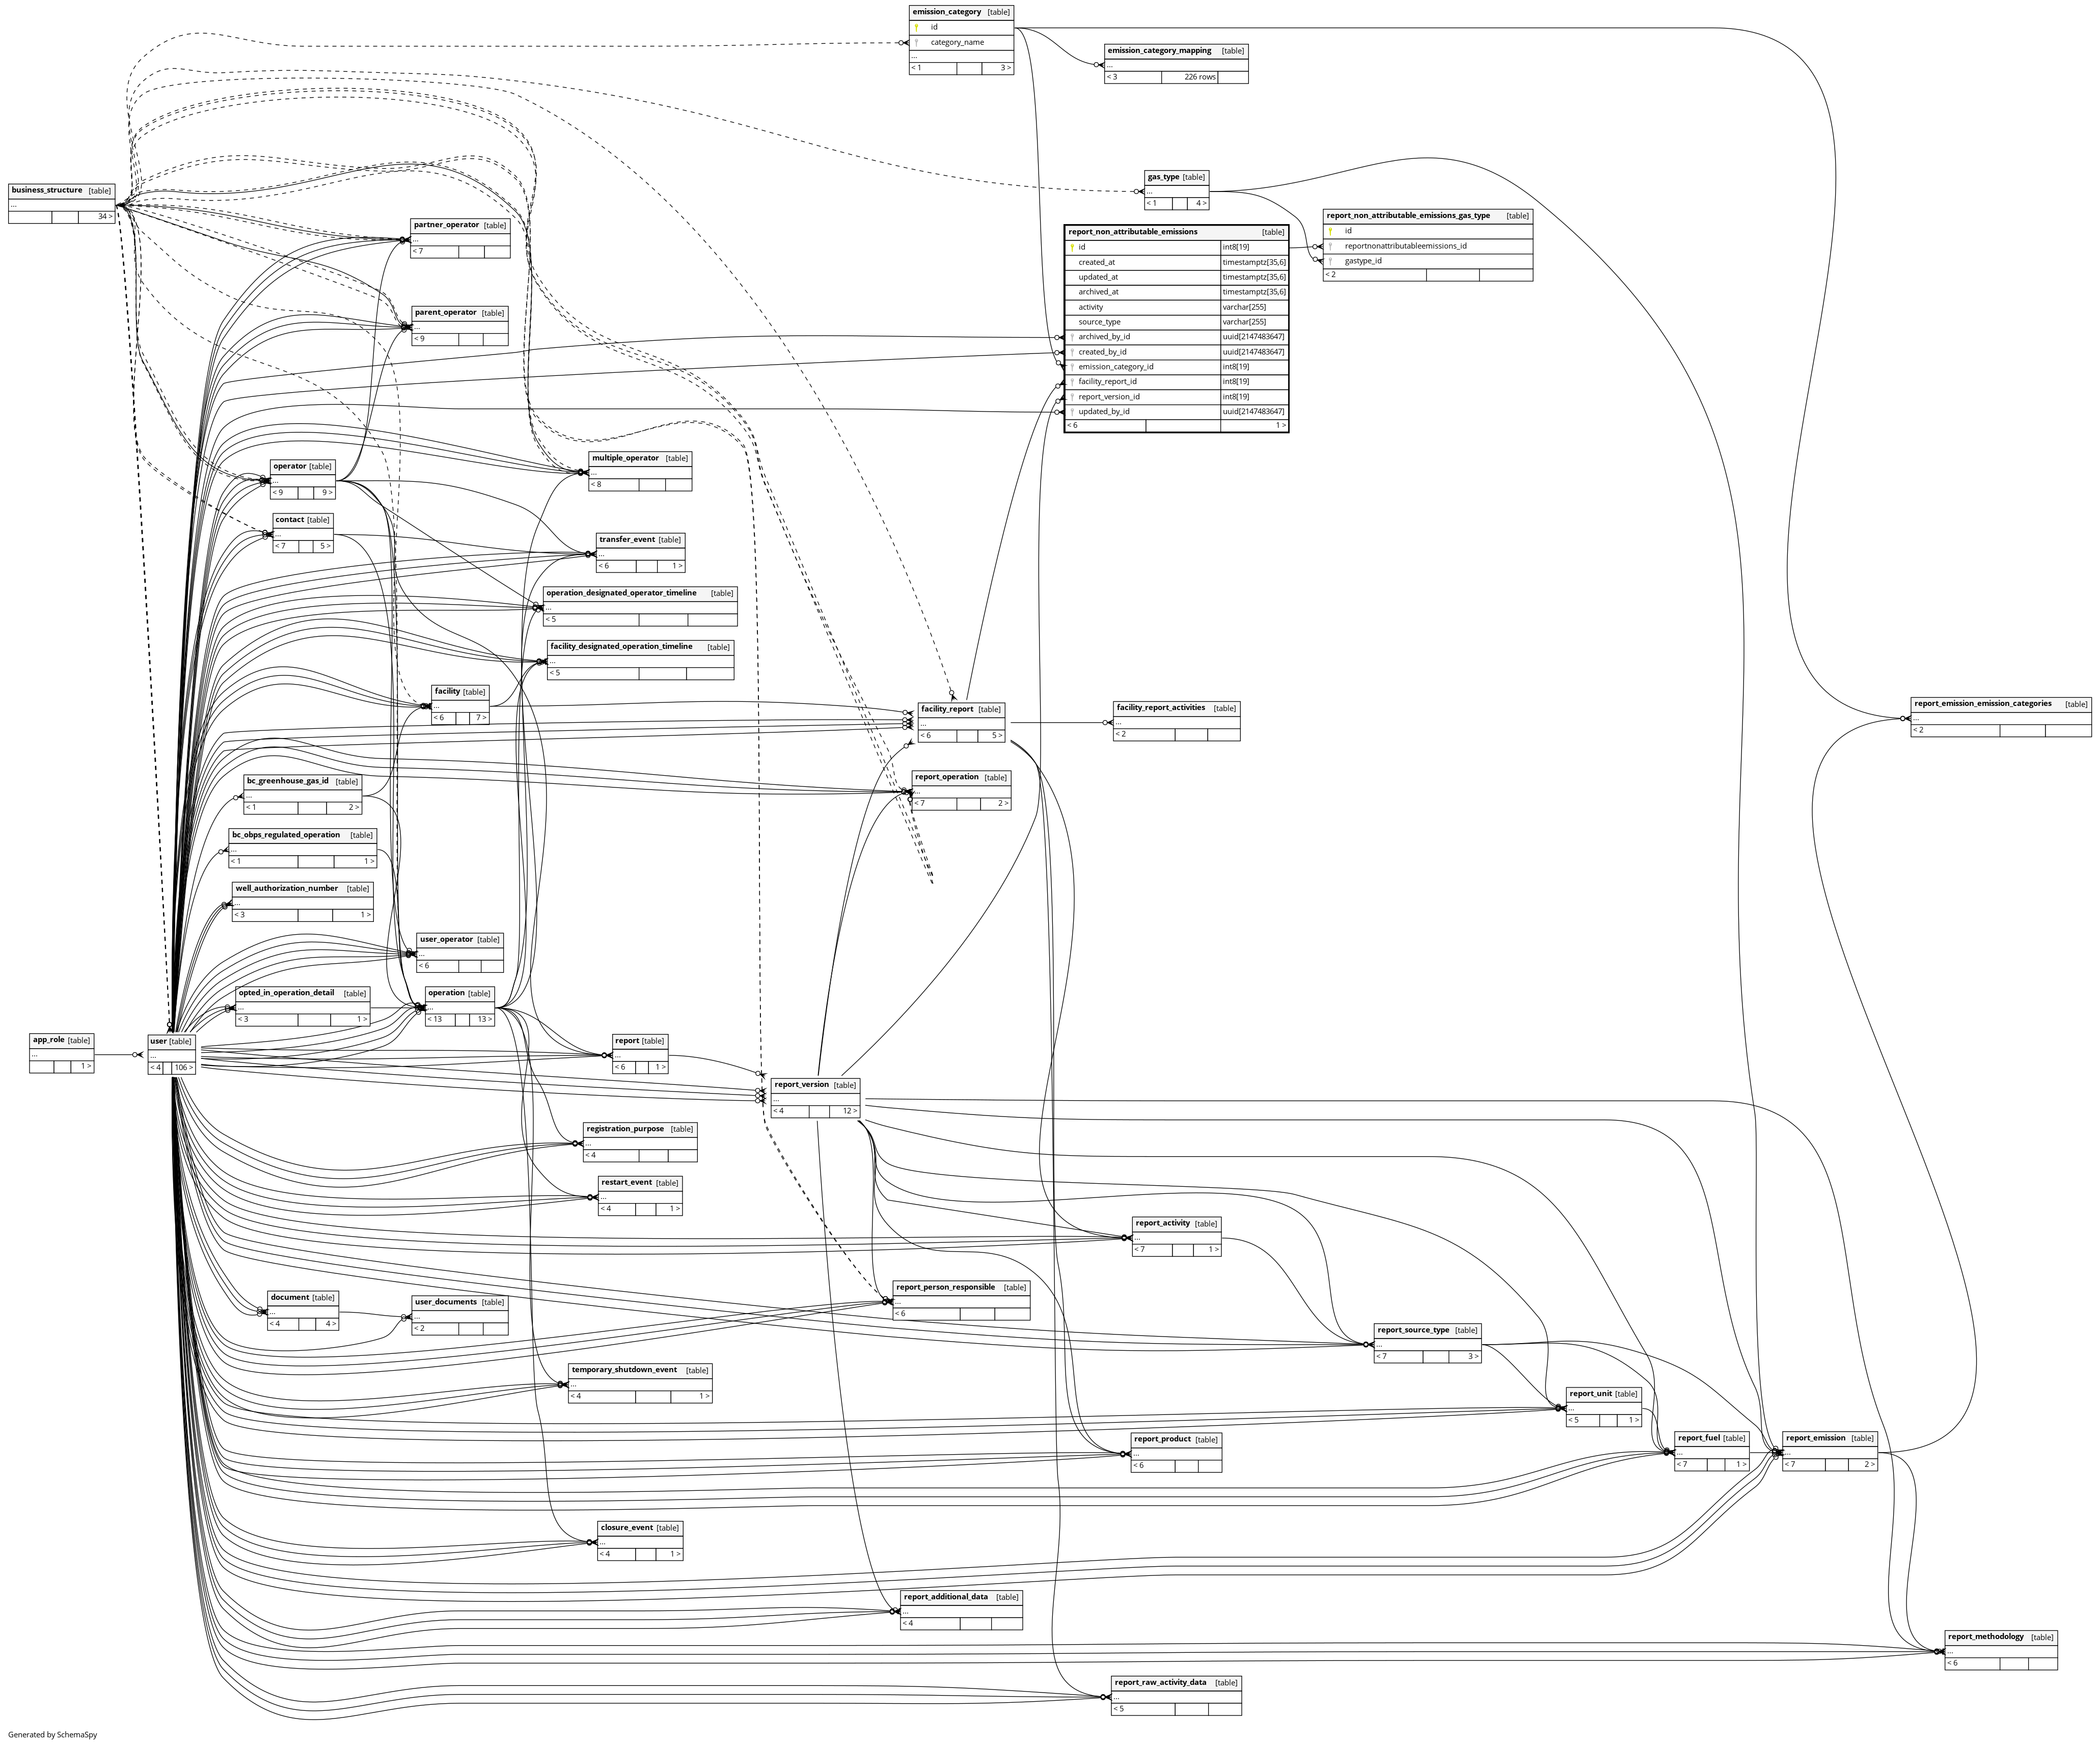 emission_category [table]
id
category_name
...
< 1 3 >
emission_category_mapping [table]
...
< 3 226 rows
gas_type [table]
...
< 1 4 >
business_structure [table]
...
34 >
report_non_attributable_emissions_gas_type [table]
id
reportnonattributableemissions_id
gastype_id
< 2
partner_operator [table]
...
< 7
report_non_attributable_emissions [table]
id int8[19]
created_at timestamptz[35,6]
updated_at timestamptz[35,6]
archived_at timestamptz[35,6]
activity varchar[255]
source_type varchar[255]
archived_by_id uuid[2147483647]
created_by_id uuid[2147483647]
emission_category_id int8[19]
facility_report_id int8[19]
report_version_id int8[19]
updated_by_id uuid[2147483647]
< 6 1 >
parent_operator [table]
...
< 9
multiple_operator [table]
...
< 8
operator [table]
...
< 9 9 >
contact [table]
...
< 7 5 >
transfer_event [table]
...
< 6 1 >
operation_designated_operator_timeline [table]
...
< 5
facility_designated_operation_timeline [table]
...
< 5
facility [table]
...
< 6 7 >
facility_report [table]
...
< 6 5 >
facility_report_activities [table]
...
< 2
report_emission_emission_categories [table]
...
< 2
bc_greenhouse_gas_id [table]
...
< 1 2 >
report_operation [table]
...
< 7 2 >
bc_obps_regulated_operation [table]
...
< 1 1 >
well_authorization_number [table]
...
< 3 1 >
user_operator [table]
...
< 6
opted_in_operation_detail [table]
...
< 3 1 >
operation [table]
...
< 13 13 >
app_role [table]
...
1 >
user [table]
...
< 4 106 >
report [table]
...
< 6 1 >
report_version [table]
...
< 4 12 >
registration_purpose [table]
...
< 4
restart_event [table]
...
< 4 1 >
report_activity [table]
...
< 7 1 >
report_person_responsible [table]
...
< 6
document [table]
...
< 4 4 >
user_documents [table]
...
< 2
report_source_type [table]
...
< 7 3 >
temporary_shutdown_event [table]
...
< 4 1 >
report_unit [table]
...
< 5 1 >
report_product [table]
...
< 6
report_fuel [table]
...
< 7 1 >
report_emission [table]
...
< 7 2 >
closure_event [table]
...
< 4 1 >
report_additional_data [table]
...
< 4
report_methodology [table]
...
< 6
report_raw_activity_data [table]
...
< 5
Generated by SchemaSpy